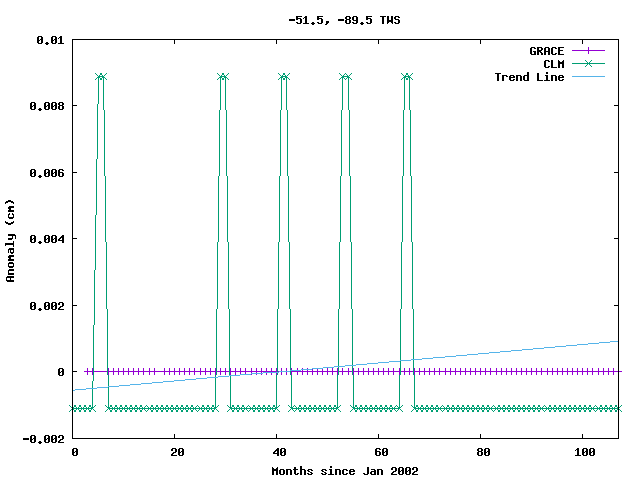 -51.5, -89.5 TWS
0.01
0.008
0.006
0.004
0.002
0
-0.002
Anomaly (cm)
GRACE
CLM
Trend Line
0 20 40 60 80 100
Months since Jan 2002